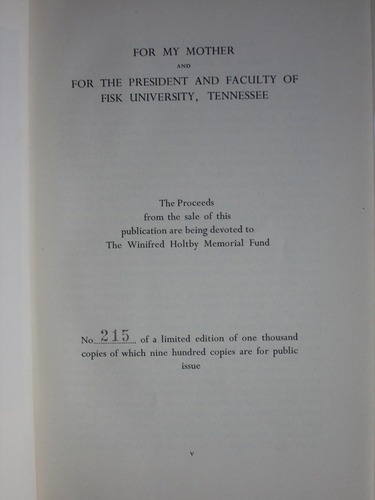 FOR MY MOTHER
AND
FOR THE PRESIDENT AND FACULTY OF
FISK UNIVERSITY, TENNESSEE
The Proceeds
from the sale of this
publication are being devoted to
The Winifred Holtby Memorial Fund
No. 215 of a limited edition of one thousand
copies of which nine hundred copies are for public
issue
v